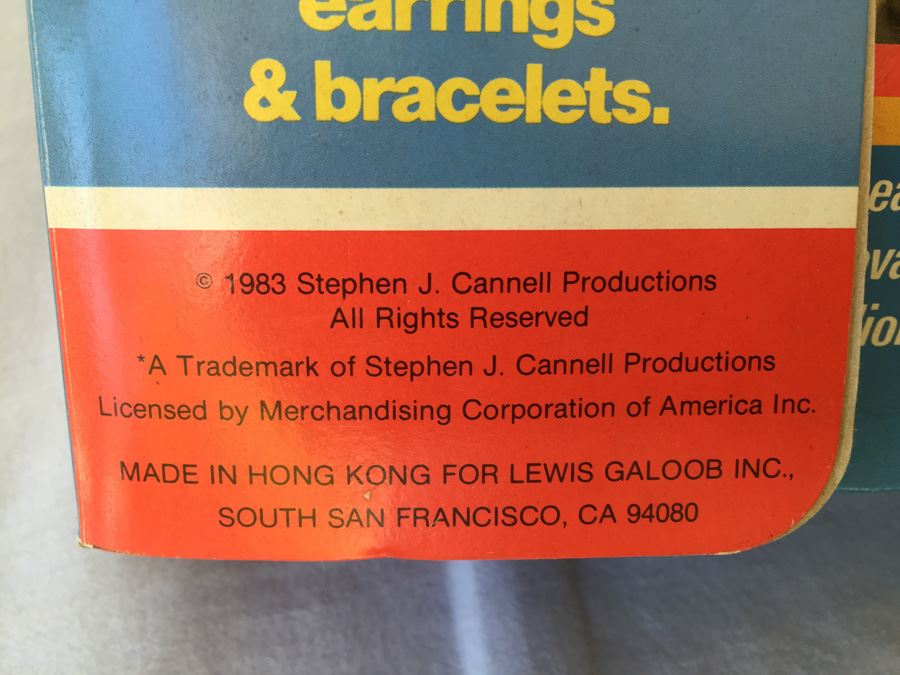 earrings
& bracelets.
© 1983 Stephen J. Cannell Productions
All Rights Reserved
*A Trademark of Stephen J. Cannell Productions
Licensed by Merchandising Corporation of America Inc.
MADE IN HONG KONG FOR LEWIS GALOOB INC.,
SOUTH SAN FRANCISCO, CA 94080